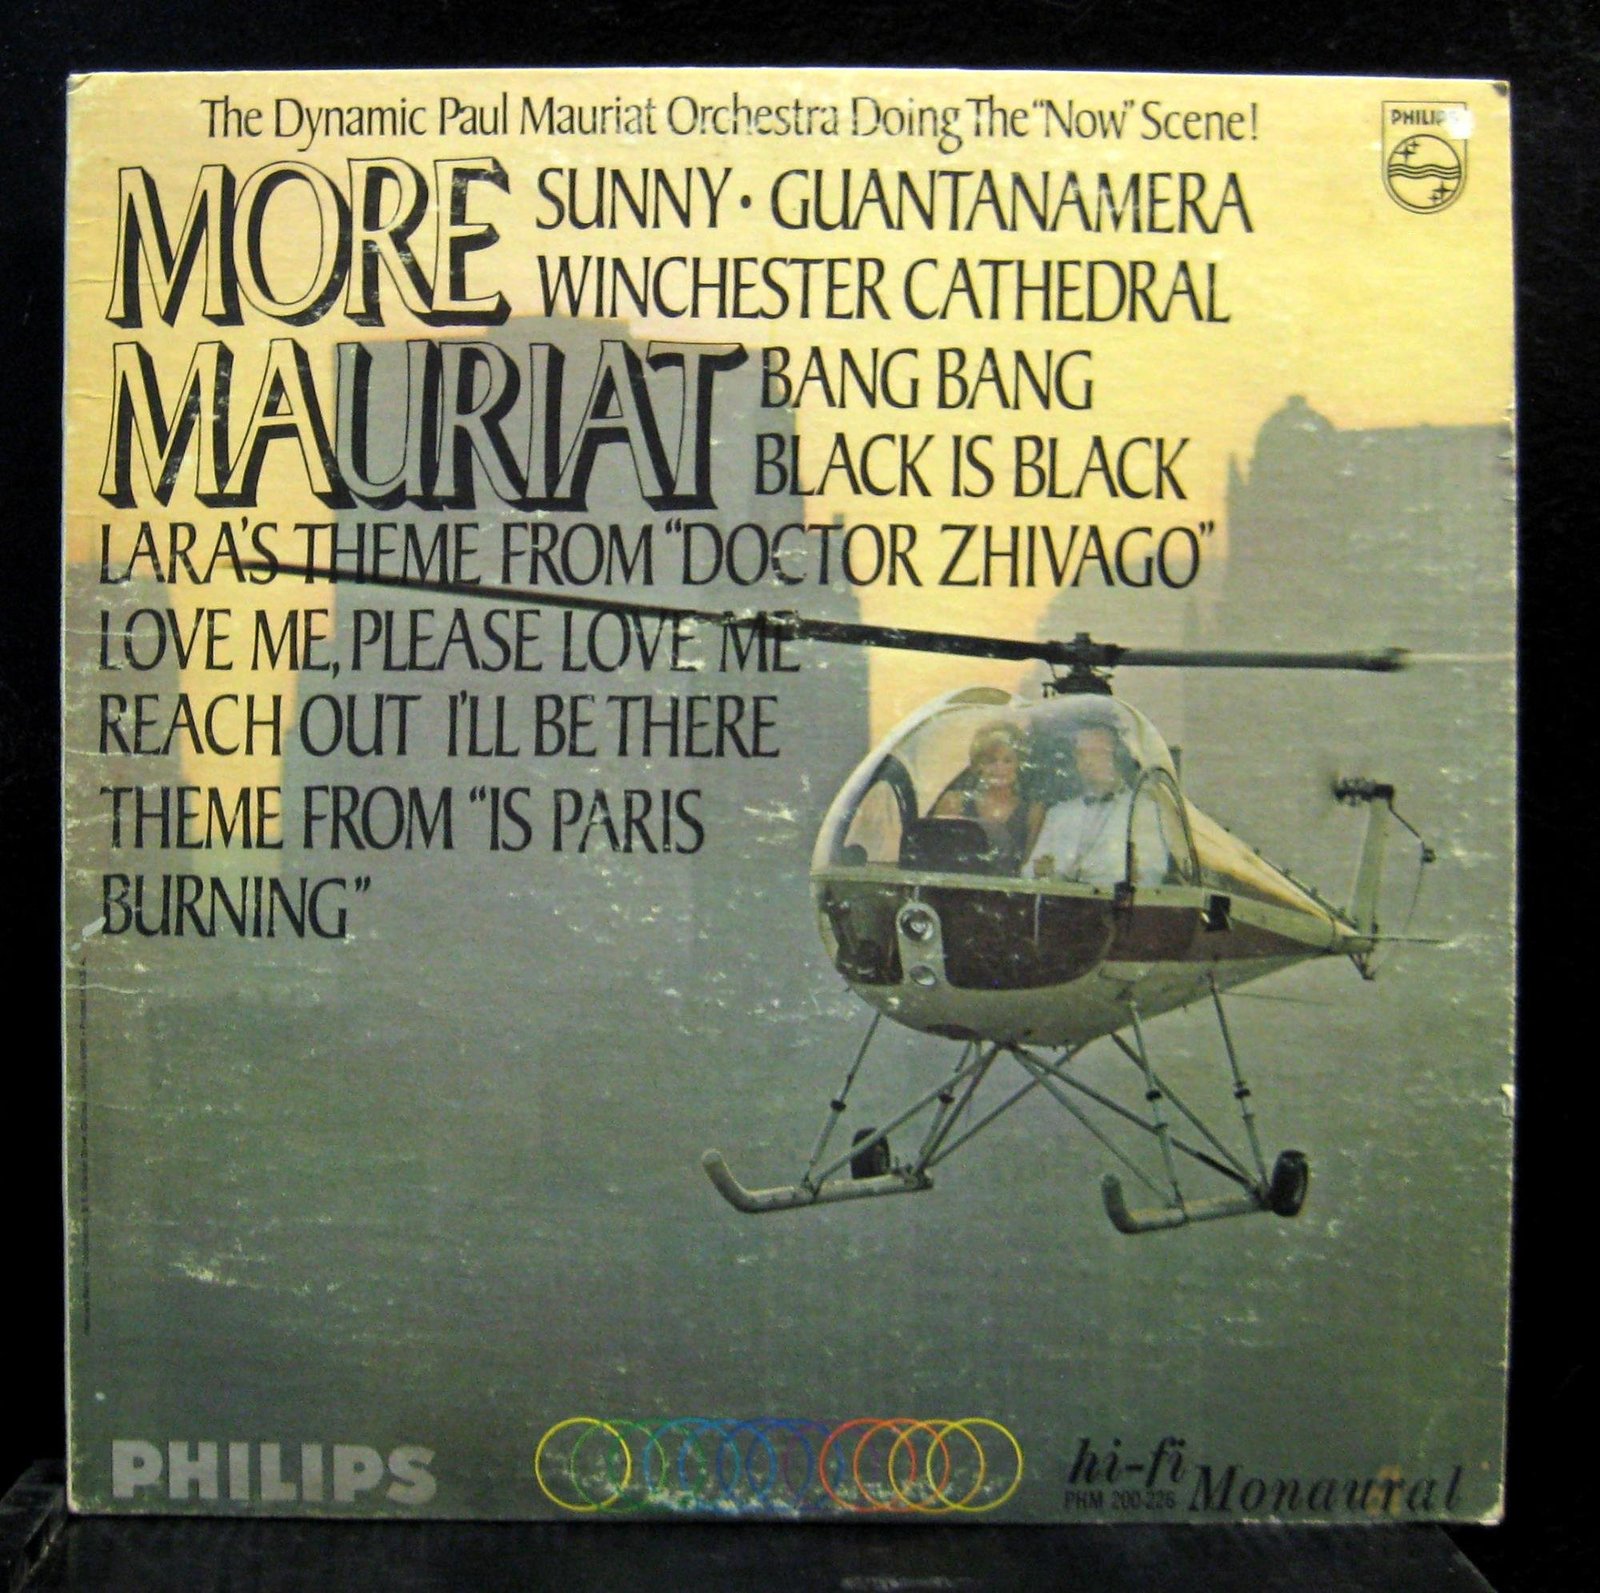 The Dynamic Paul Mauriat Orchestra Doing The "Now" Scene!
PHILIPS
MORE
SUNNY • GUANTANAMERA
WINCHESTER CATHEDRAL
MAURIAT
BANG BANG
BLACK IS BLACK
LARA'S THEME FROM "DOCTOR ZHIVAGO"
LOVE ME, PLEASE LOVE ME
REACH OUT I'LL BE THERE
THEME FROM "IS PARIS
BURNING"
PHILIPS
hi-fi
PHM 200-226
Monaural